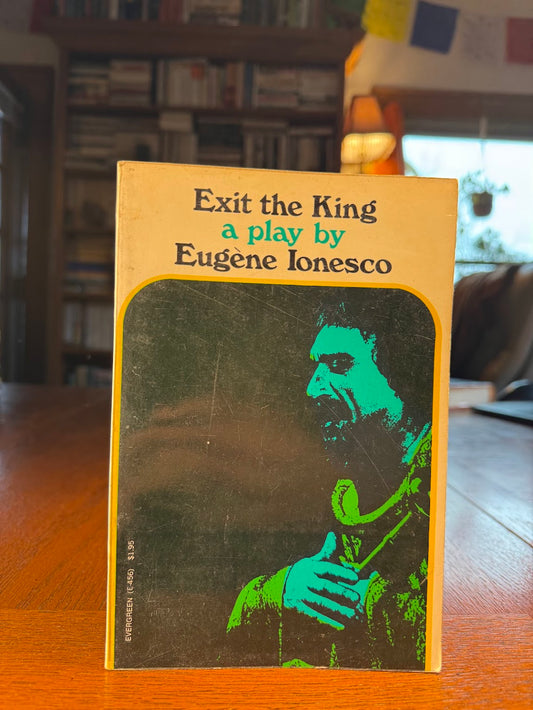 Exit the King
a play by
Eugène Ionesco
EVERGREEN (E-456) $1.95